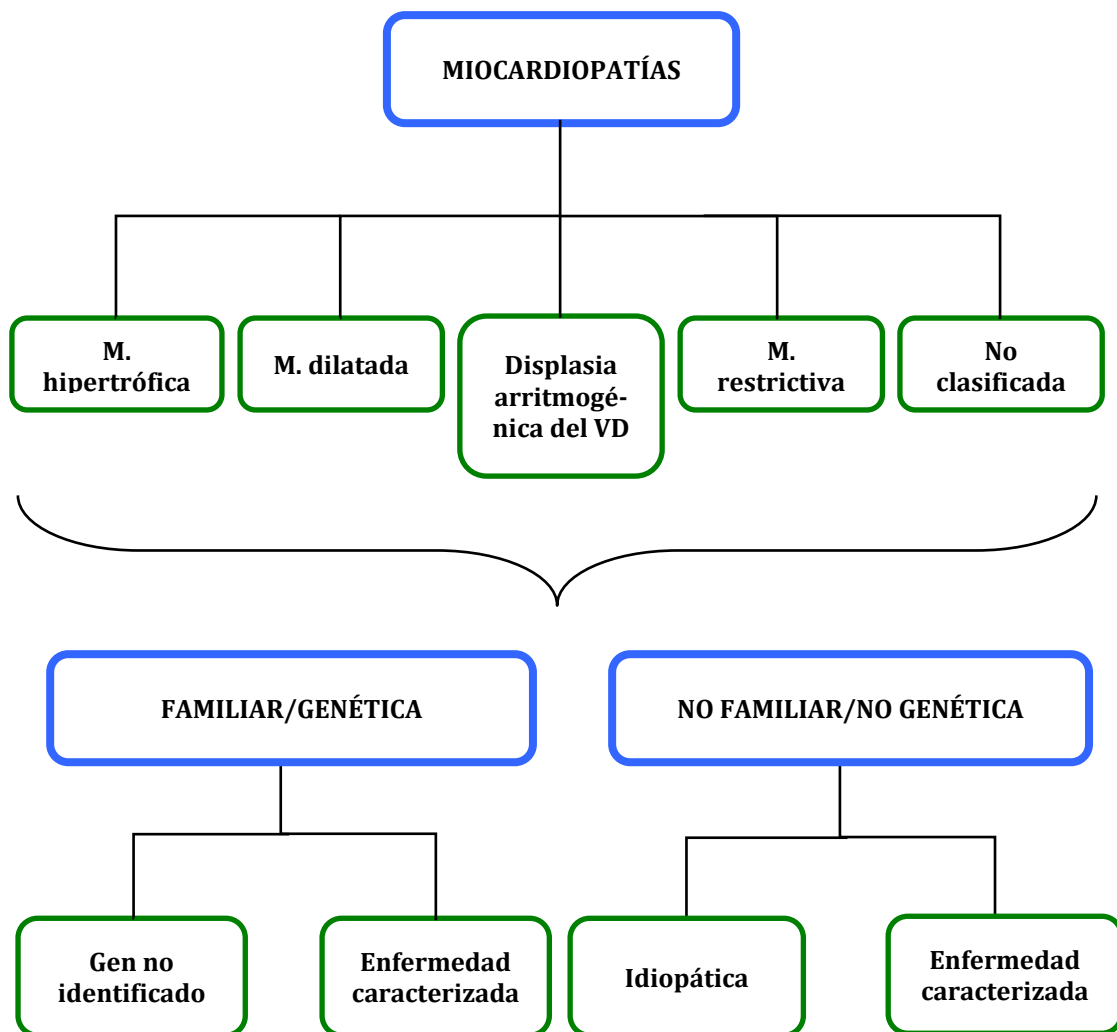 MIOCARDIOPATÍAS
M.
hipertrófica
M. dilatada
Displasia
arritmogé-
nica del VD
M.
restrictiva
No
clasificada
FAMILIAR/GENÉTICA
NO FAMILIAR/NO GENÉTICA
Gen no
identificado
Enfermedad
caracterizada
Idiopática
Enfermedad
caracterizada